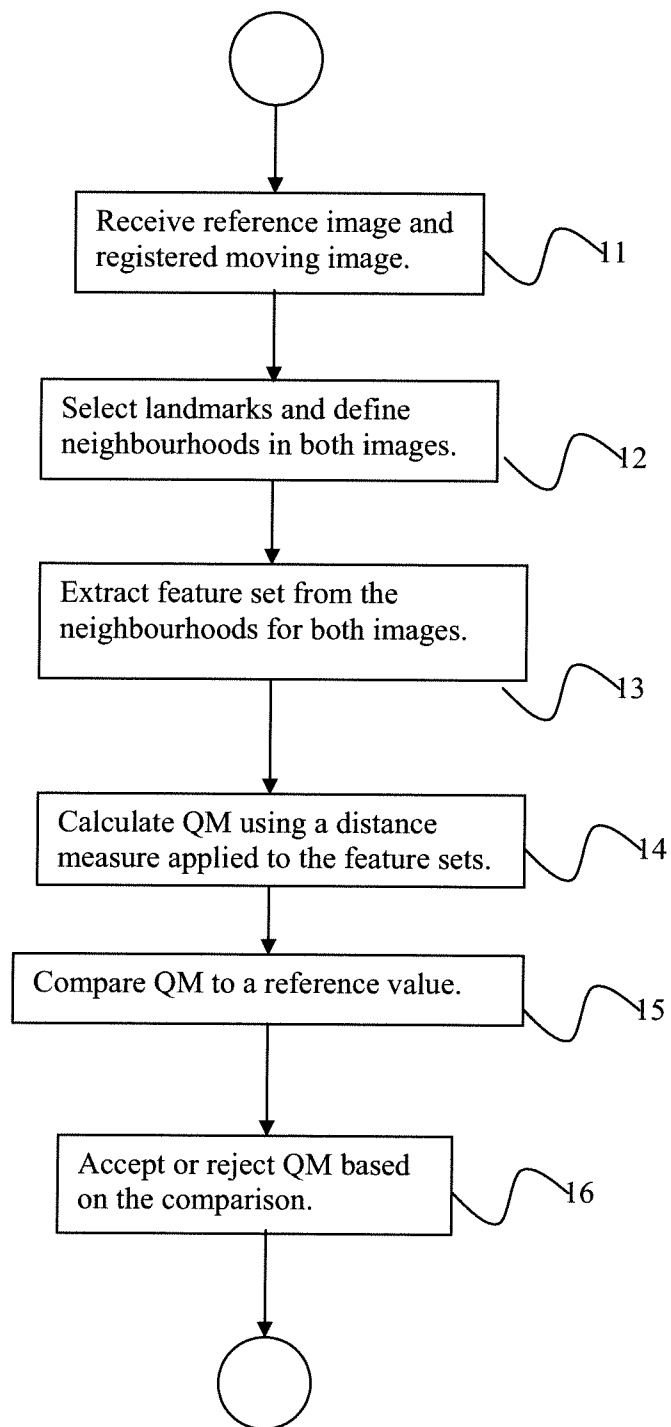 Receive reference image and
registered moving image.
11
Select landmarks and define
neighbourhoods in both images.
12
Extract feature set from the
neighbourhoods for both images.
13
Calculate QM using a distance
measure applied to the feature sets.
14
Compare QM to a reference value.
15
Accept or reject QM based
on the comparison.
16